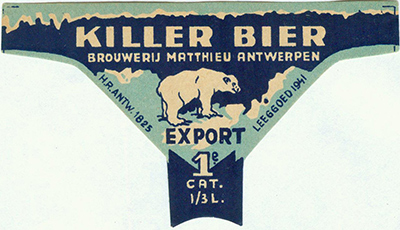 KILLER BIER
BROUWERIJ MATTHIEU ANTWERPEN
H.R. ANTW. 1825
LEEGGOED 1941
EXPORT
1e
CAT.
1/3 L.